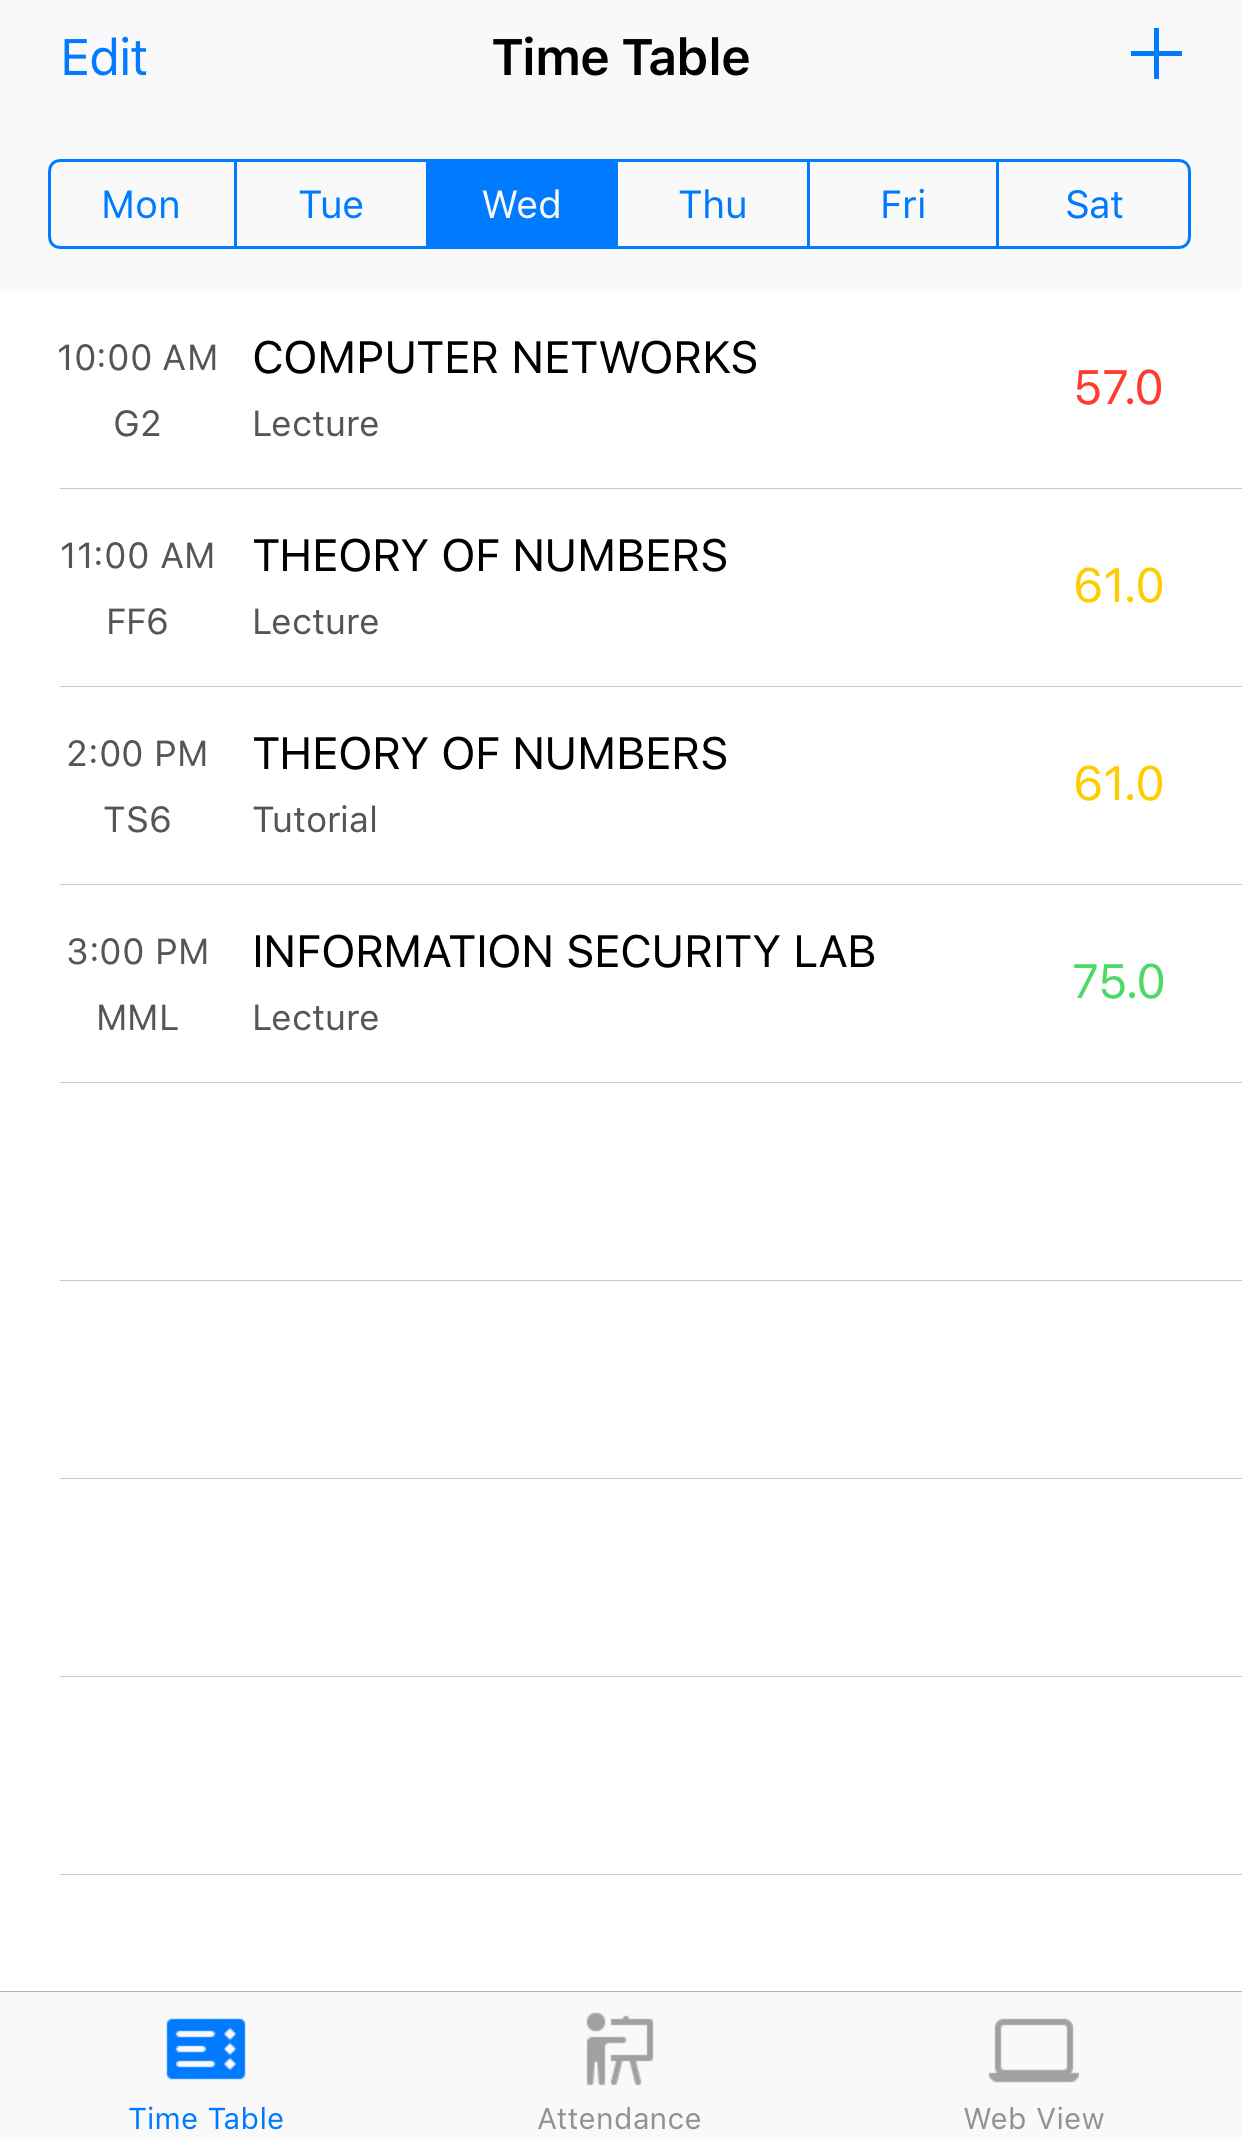 Edit Time Table +
Mon Tue Wed Thu Fri Sat
10:00 AM COMPUTER NETWORKS
57.0
G2 Lecture
11:00 AM THEORY OF NUMBERS
61.0
FF6 Lecture
2:00 PM THEORY OF NUMBERS
61.0
TS6 Tutorial
3:00 PM INFORMATION SECURITY LAB
75.0
MML Lecture
Time Table Attendance Web View